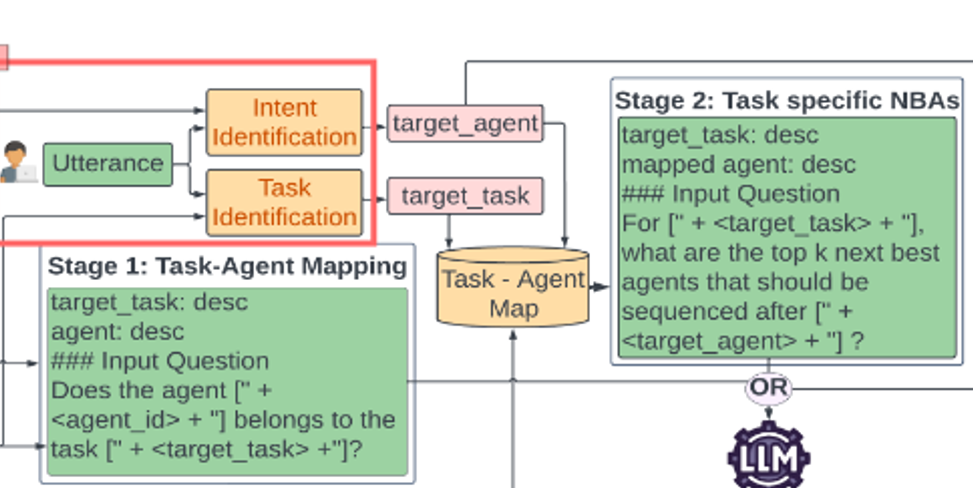 Intent
Identification
Utterance
Task
Identification
target_agent
target_task
Task - Agent
Map
Stage 1: Task-Agent Mapping
target_task: desc
agent: desc
### Input Question
Does the agent [" +
<agent_id> + "] belongs to the
task [" + <target_task> +"]?
Stage 2: Task specific NBAs
target_task: desc
mapped agent: desc
### Input Question
For [" + <target_task> + "],
what are the top k next best
agents that should be
sequenced after [" +
<target_agent> + "] ?
OR
LLM